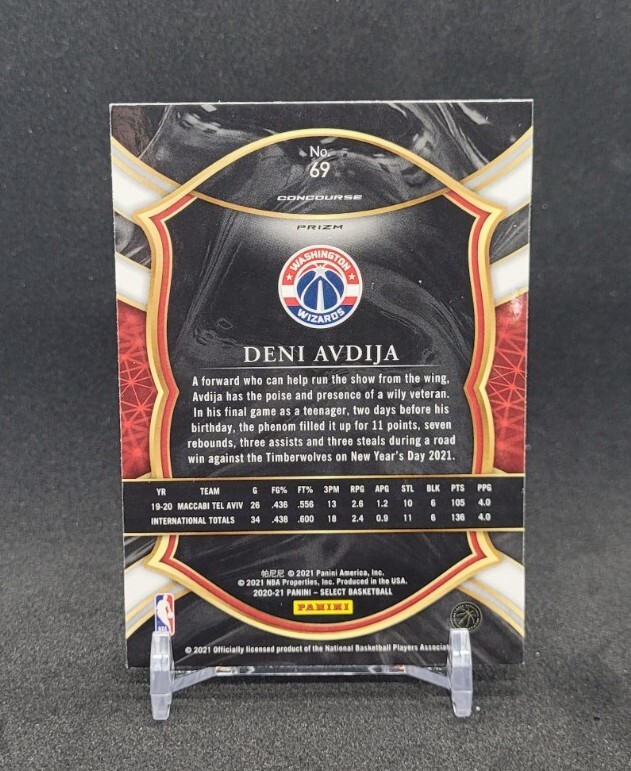 No.
69
CONCOURSE
PRIZM
WASHINGTON
WIZARDS
DENI AVDIJA
A forward who can help run the show from the wing,
Avdija has the poise and presence of a wily veteran.
In his final game as a teenager, two days before his
birthday, the phenom filled it up for 11 points, seven
rebounds, three assists and three steals during a road
win against the Timberwolves on New Year's Day 2021.
YR TEAM G FG% FT% 3PM RPG APG STL BLK PTS PPG
19-20 MACCABI TEL AVIV 26 .436 .556 13 2.6 1.2 10 6 105 4.0
INTERNATIONAL TOTALS 34 .438 .600 18 2.4 0.9 11 6 136 4.0
帕尼尼 © 2021 Panini America, Inc.
© 2021 NBA Properties, Inc. Produced in the USA.
2020-21 PANINI – SELECT BASKETBALL
PANINI
NBA
© 2021 Officially licensed product of the National Basketball Players Associat